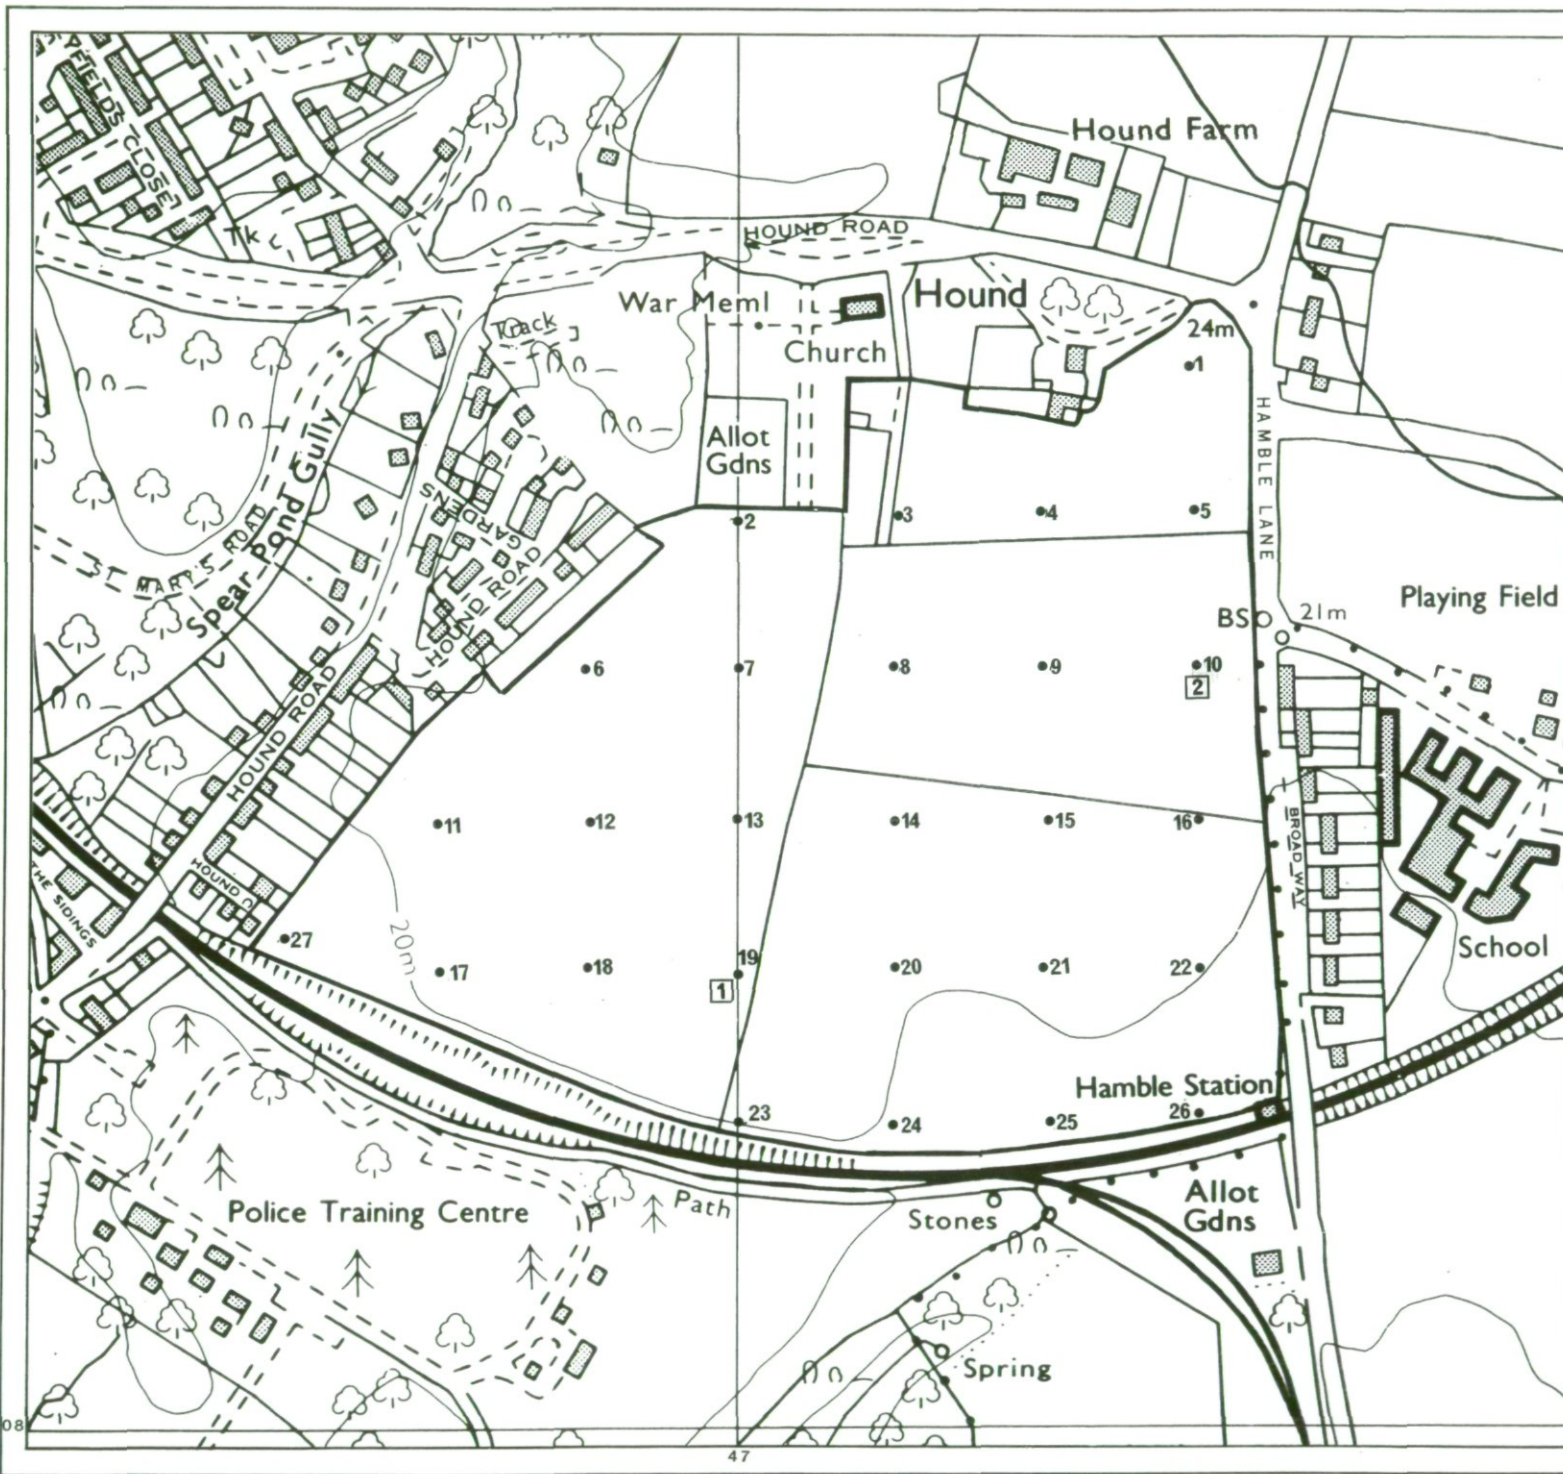 AYFIELDS CLOSE
Hound Farm
HOUND ROAD
Tk
War Meml
Hound
Track
24m
Church
1
HAMBLE LANE
Allot
Gdns
Spear Pond Gully
ST. MARY'S ROAD
HOUND ROAD GARDENS
2
3
4
5
Playing Field
BS
21m
6
7
8
9
10
2
HOUND ROAD
11
12
13
14
15
16
BROAD WAY
HOUND C
THE SIDINGS
27
20m
17
18
19
20
21
22
School
1
Hamble Station
23
24
25
26
Police Training Centre
Path
Stones
Allot
Gdns
Spring
08
47